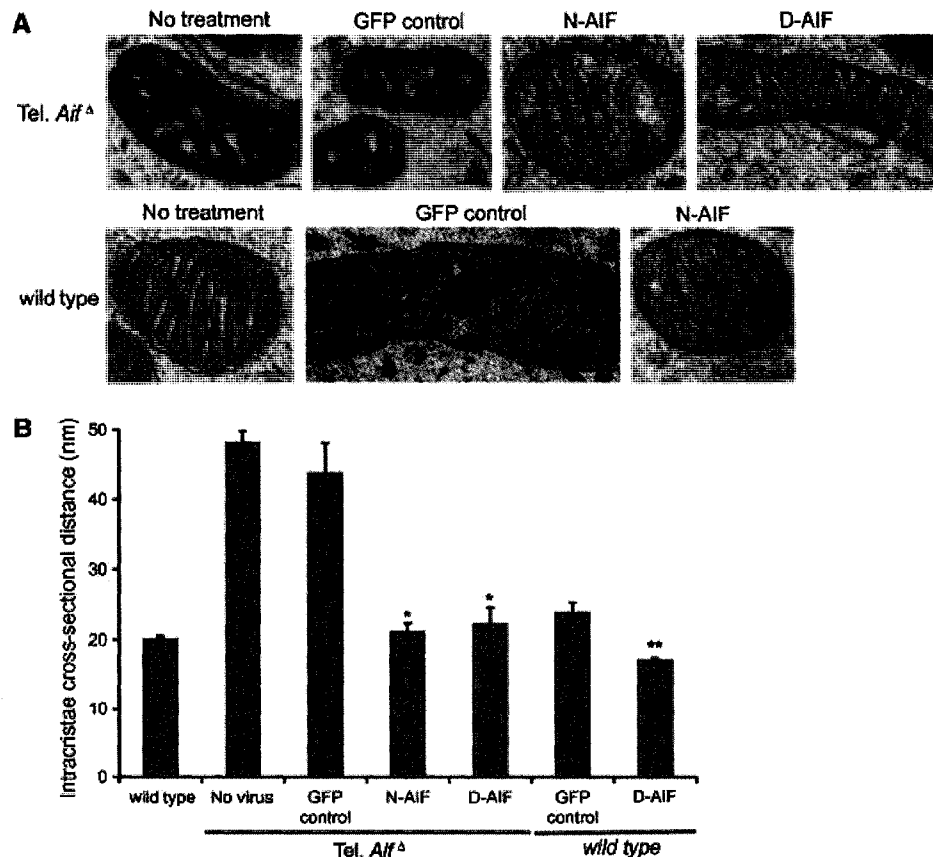 A
No treatment GFP control N-AIF D-AIF
Tel. Aif Δ
No treatment GFP control N-AIF
wild type
B
Intracristae cross-sectional distance (nm)
50
40
30
20
10
0
* * **
wild type No virus GFP control N-AIF D-AIF GFP control D-AIF
Tel. Aif Δ wild type